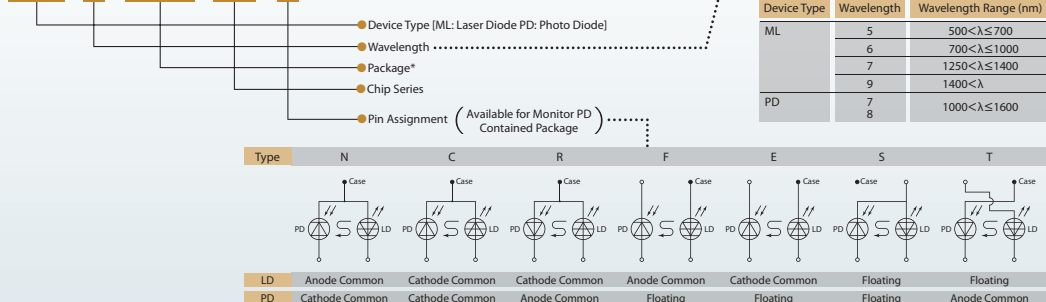 Device Type [ML: Laser Diode PD: Photo Diode]
Wavelength
Package*
Chip Series
Pin Assignment ( Available for Monitor PD
Contained Package )
Device Type Wavelength Wavelength Range (nm)
ML 5 500<λ≤700
6 700<λ≤1000
7 1250<λ≤1400
9 1400<λ
PD 7 1000<λ≤1600
8
Type N C R F E S T
Case Case Case Case Case Case Case
PD LD PD LD PD LD PD LD PD LD PD LD PD LD
LD Anode Common Cathode Common Cathode Common Anode Common Cathode Common Floating Floating
PD Cathode Common Cathode Common Anode Common Floating Floating Floating Anode Common